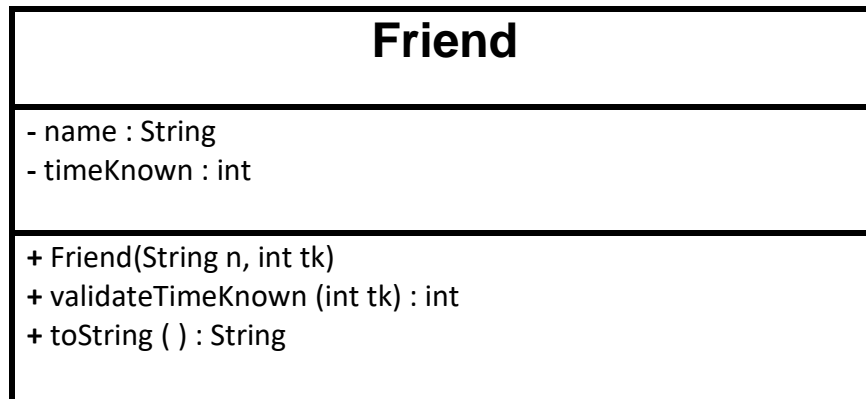 Friend
- name : String
- timeKnown : int
+ Friend(String n, int tk)
+ validateTimeKnown (int tk) : int
+ toString ( ) : String